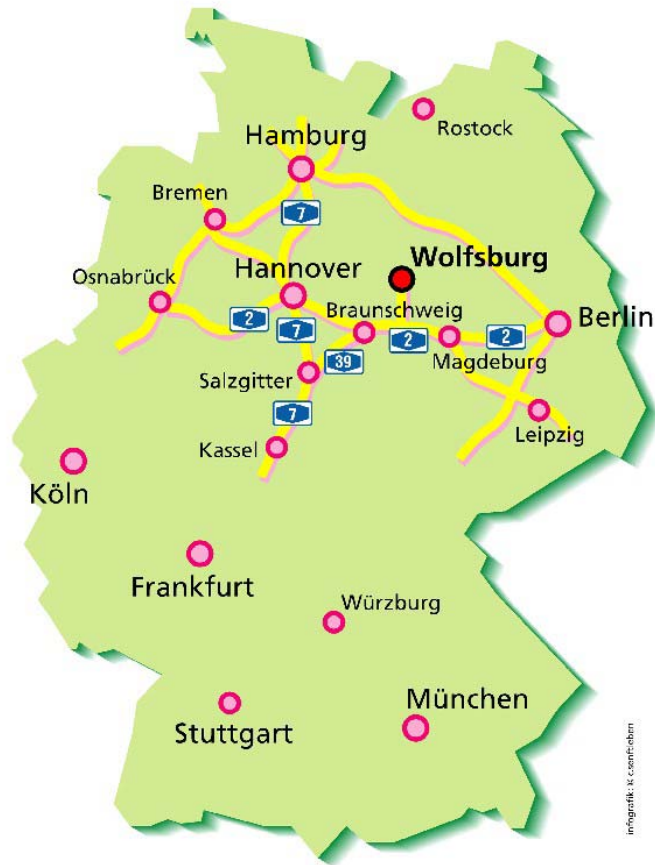 Rostock
Hamburg
Bremen
7
Wolfsburg
Hannover
Osnabrück
Braunschweig
Berlin
2
7
2
2
39
Magdeburg
Salzgitter
7
Leipzig
Kassel
Köln
Frankfurt
Würzburg
München
Stuttgart